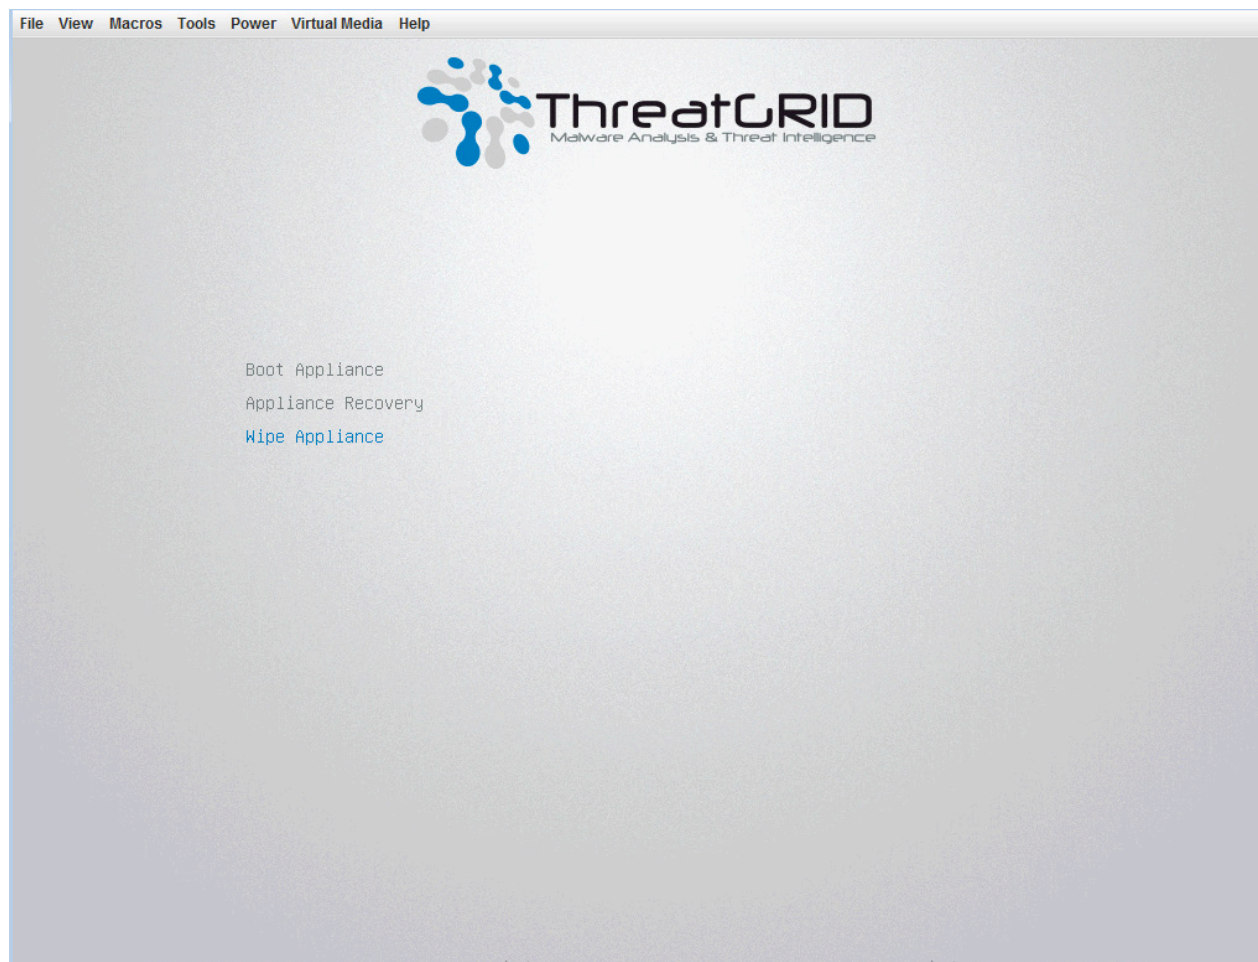 File View Macros Tools Power Virtual Media Help
ThreatGRID
Malware Analysis & Threat Intelligence
Boot Appliance
Appliance Recovery
Wipe Appliance